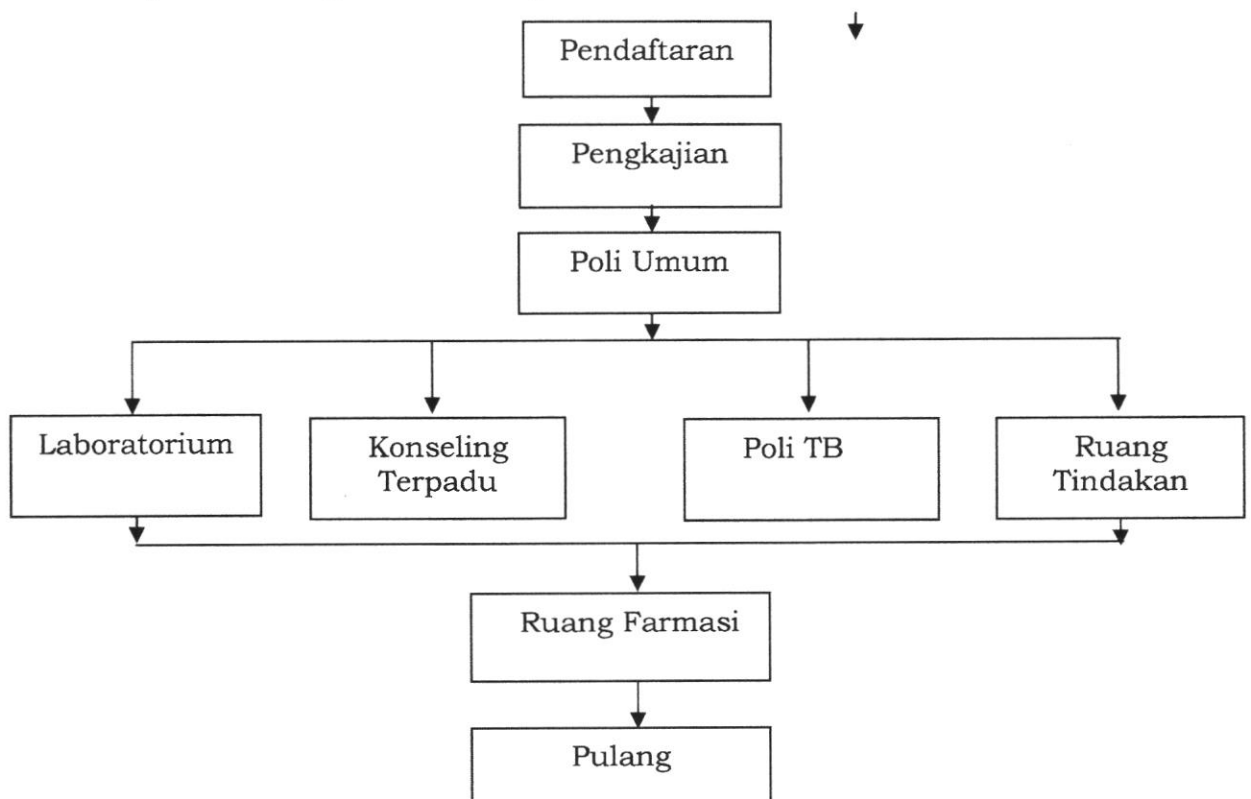 Pendaftaran
Pengkajian
Poli Umum
Laboratorium
Konseling
Terpadu
Poli TB
Ruang
Tindakan
Ruang Farmasi
Pulang